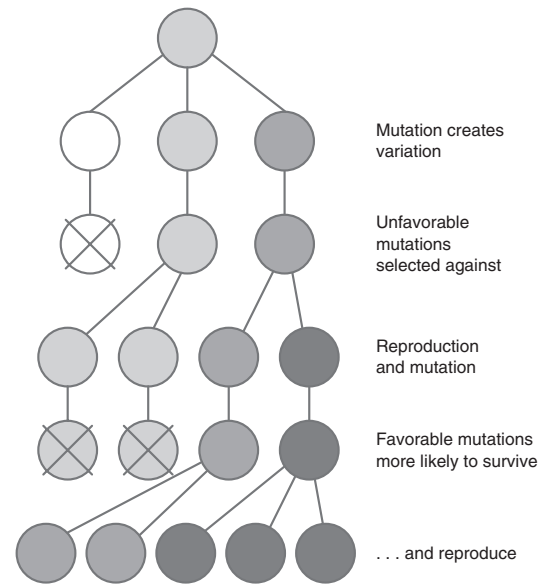 Mutation creates
variation
Unfavorable
mutations
selected against
Reproduction
and mutation
Favorable mutations
more likely to survive
. . . and reproduce